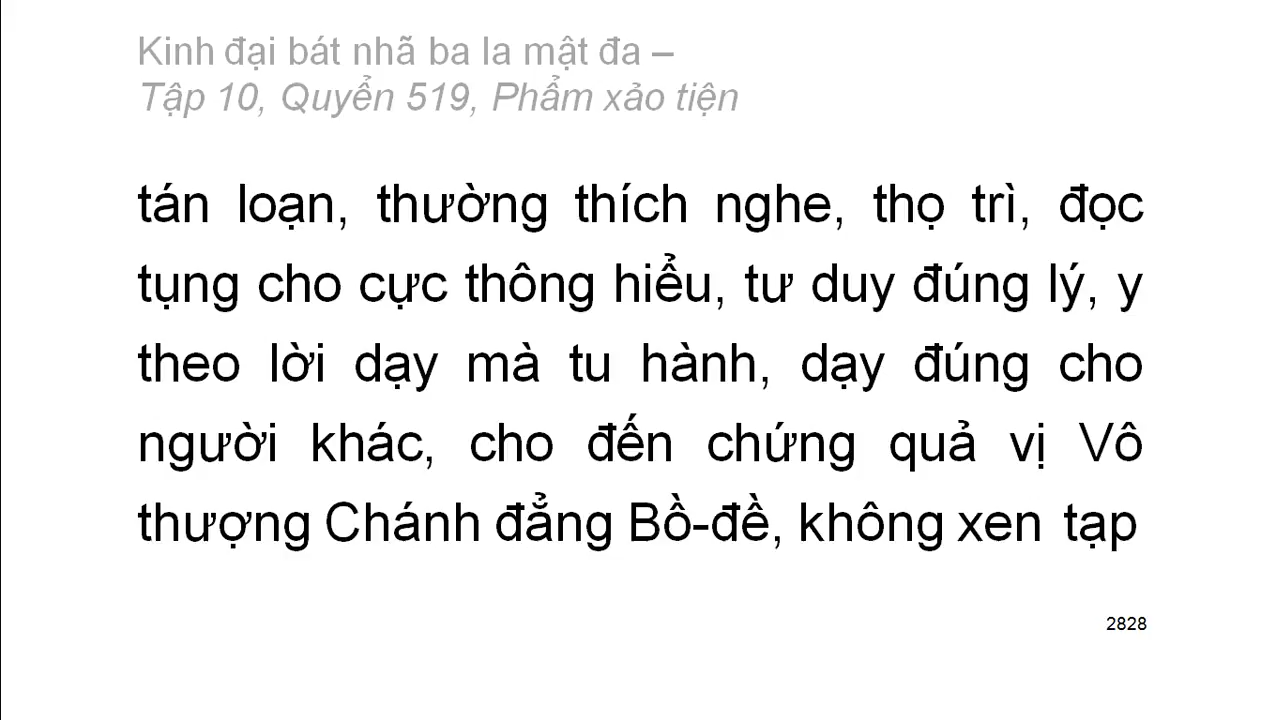 Kinh đại bát nhã ba la mật đa –
Tập 10, Quyển 519, Phẩm xảo tiện
tán loạn, thường thích nghe, thọ trì, đọc
tụng cho cực thông hiểu, tư duy đúng lý, y
theo lời dạy mà tu hành, dạy đúng cho
người khác, cho đến chứng quả vị Vô
thượng Chánh đẳng Bồ-đề, không xen tạp
2828